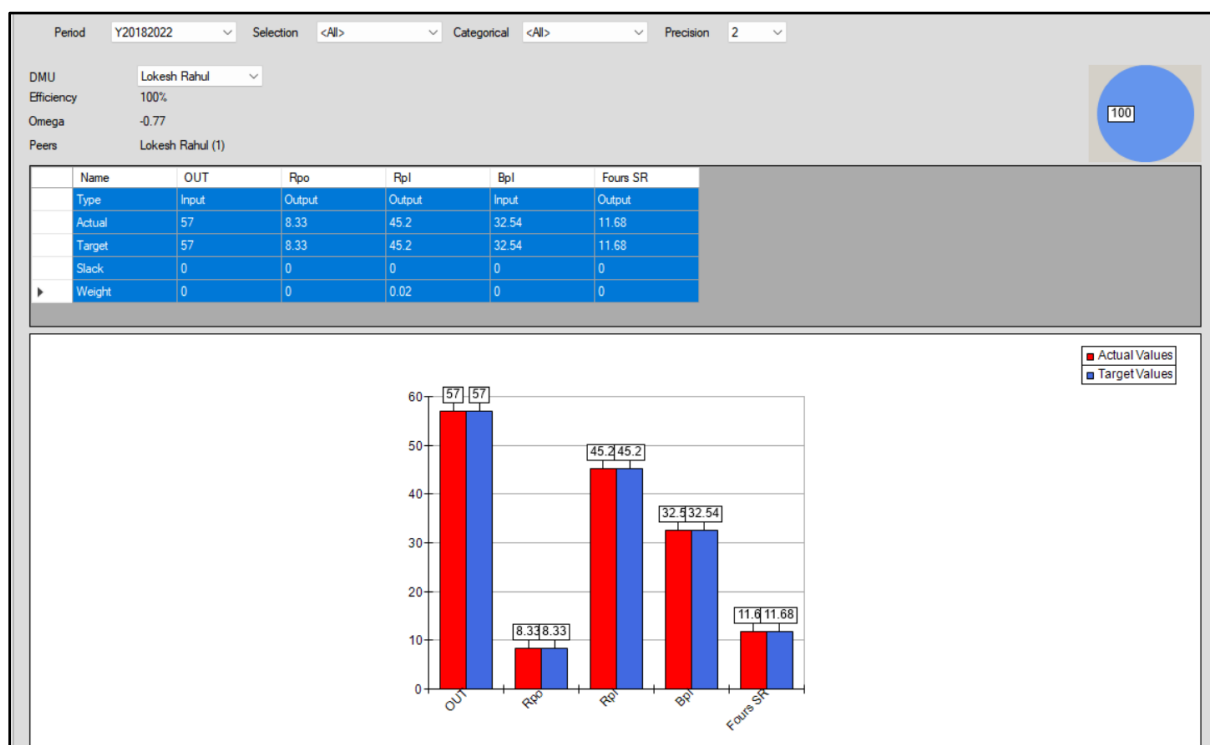 Period Y20182022 Selection <All> Categorical <All> Precision 2
DMU Lokesh Rahul
Efficiency 100%
Omega -0.77
Peers Lokesh Rahul (1)
100
Name OUT Rpo Rpl Bpl Fours SR
Type Input Output Output Input Output
Actual 57 8.33 45.2 32.54 11.68
Target 57 8.33 45.2 32.54 11.68
Slack 0 0 0 0 0
Weight 0 0 0.02 0 0
Actual Values
Target Values
60
50
40
30
20
10
0
57 57
8.33 8.33
45.2 45.2
32.5 32.54
11.6 11.68
OUT
Rpo
Rpl
Bpl
Fours SR